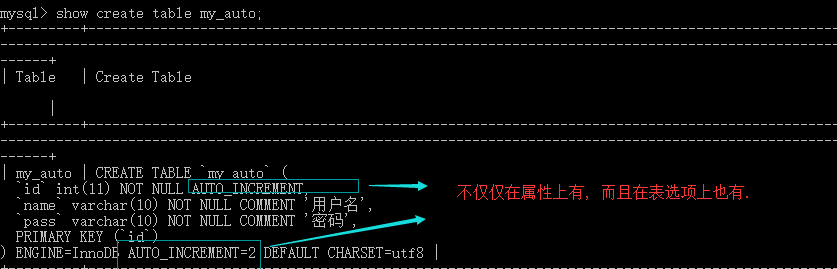 mysql> show create table my_auto;
+---------+--------------------------------------------------------------------
--------------------------------------------------------------------------------
------+
| Table | Create Table
|
+---------+--------------------------------------------------------------------
--------------------------------------------------------------------------------
------+
| my_auto | CREATE TABLE `my_auto` (
`id` int(11) NOT NULL AUTO_INCREMENT,
不仅仅在属性上有，而且在表选项上也有.
`name` varchar(10) NOT NULL COMMENT '用户名',
`pass` varchar(10) NOT NULL COMMENT '密码',
PRIMARY KEY (`id`)
) ENGINE=InnoDB AUTO_INCREMENT=2 DEFAULT CHARSET=utf8 |
+---------+--------------------------------------------------------------------